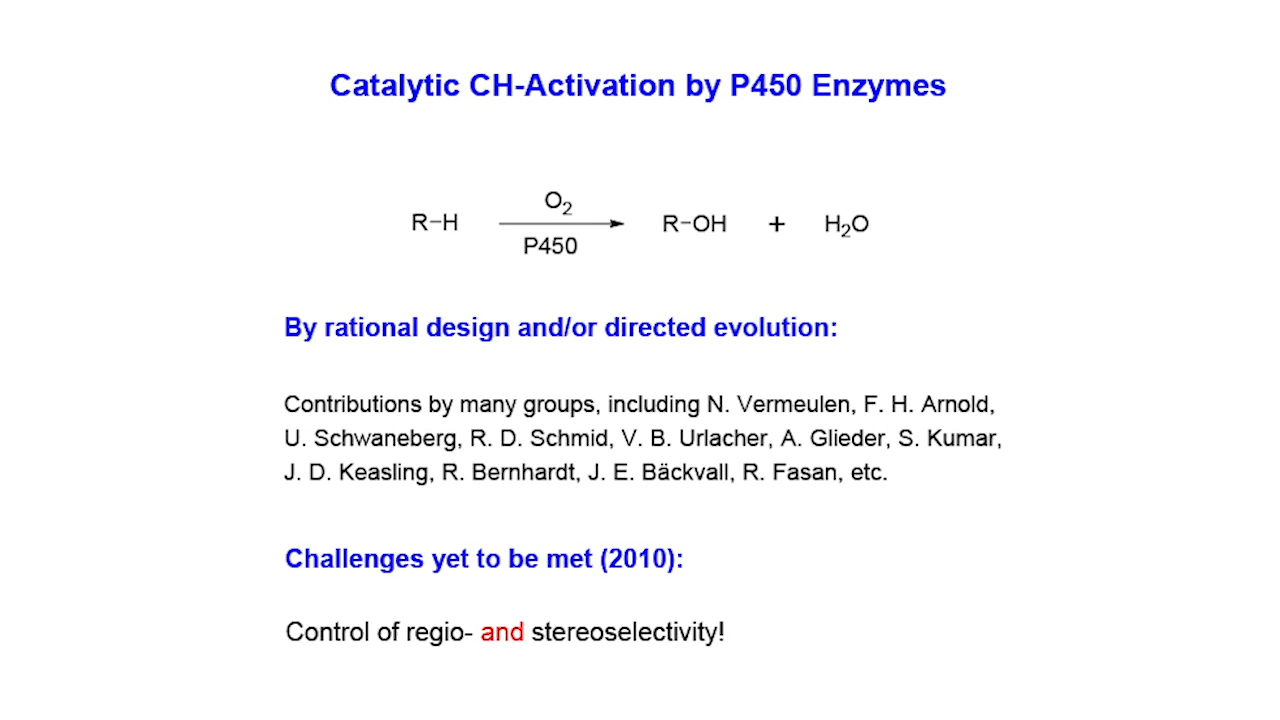 Catalytic CH-Activation by P450 Enzymes
O₂
R–H → R–OH + H₂O
P450
By rational design and/or directed evolution:
Contributions by many groups, including N. Vermeulen, F. H. Arnold,
U. Schwaneberg, R. D. Schmid, V. B. Urlacher, A. Glieder, S. Kumar,
J. D. Keasling, R. Bernhardt, J. E. Bäckvall, R. Fasan, etc.
Challenges yet to be met (2010):
Control of regio- and stereoselectivity!